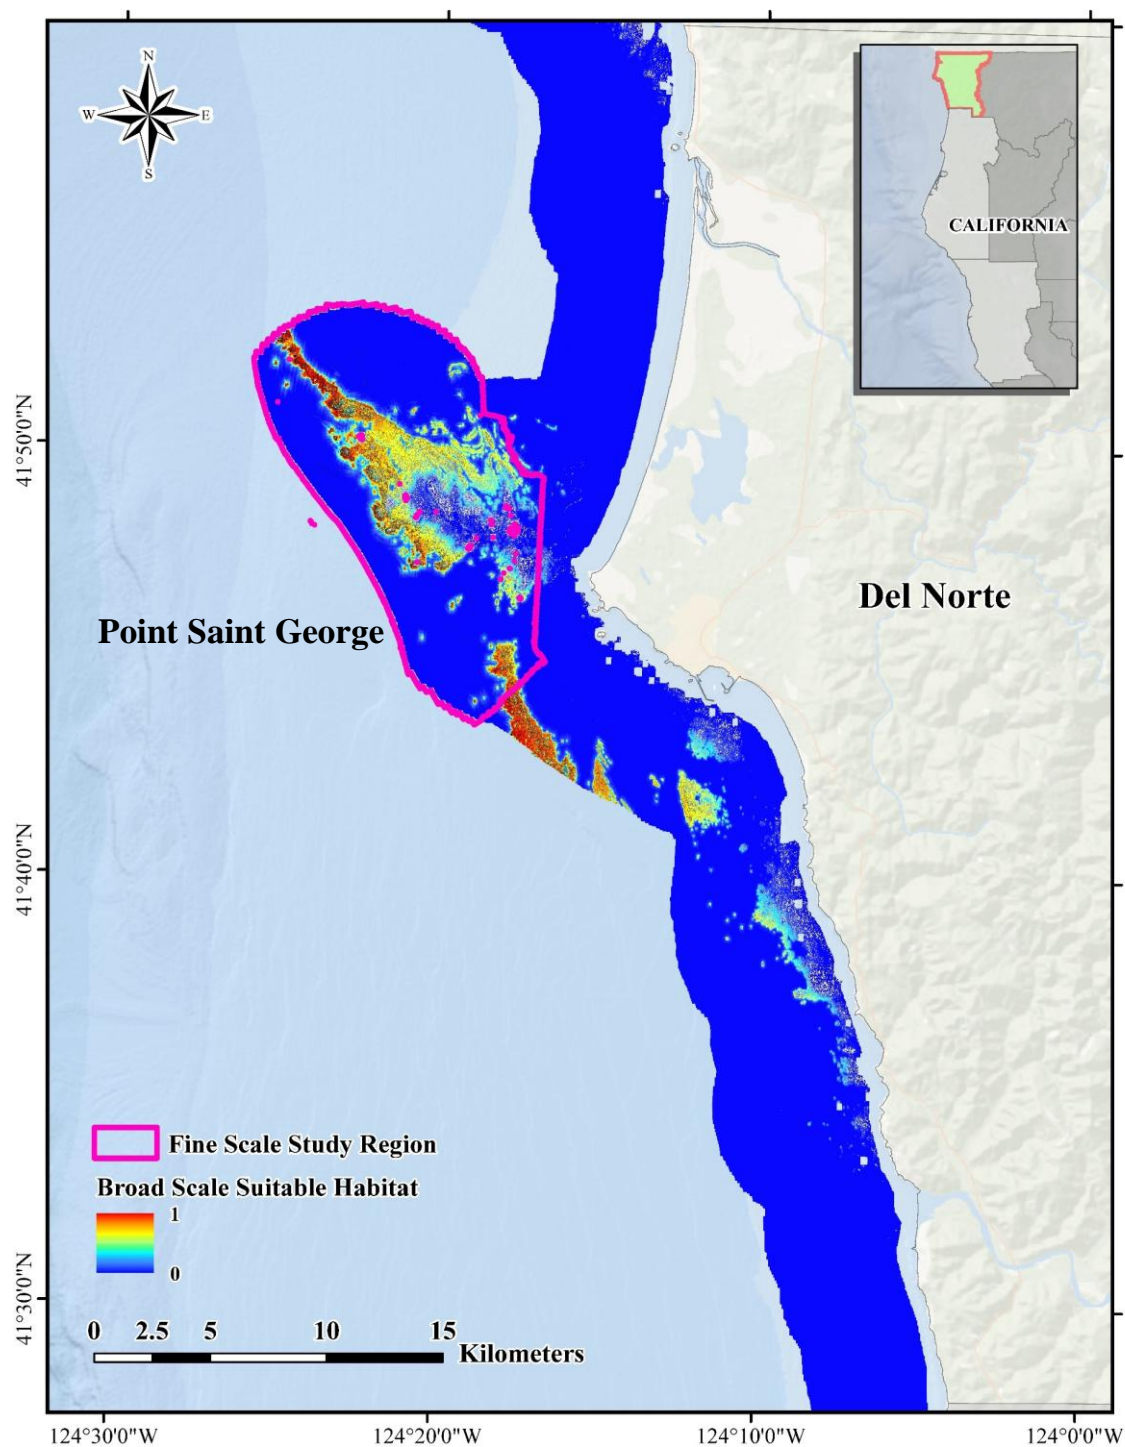 N
W
E
S
CALIFORNIA
41°50'0"N
Del Norte
Point Saint George
41°40'0"N
Fine Scale Study Region
Broad Scale Suitable Habitat
1
0
41°30'0"N
0 2.5 5 10 15
Kilometers
124°30'0"W 124°20'0"W 124°10'0"W 124°0'0"W